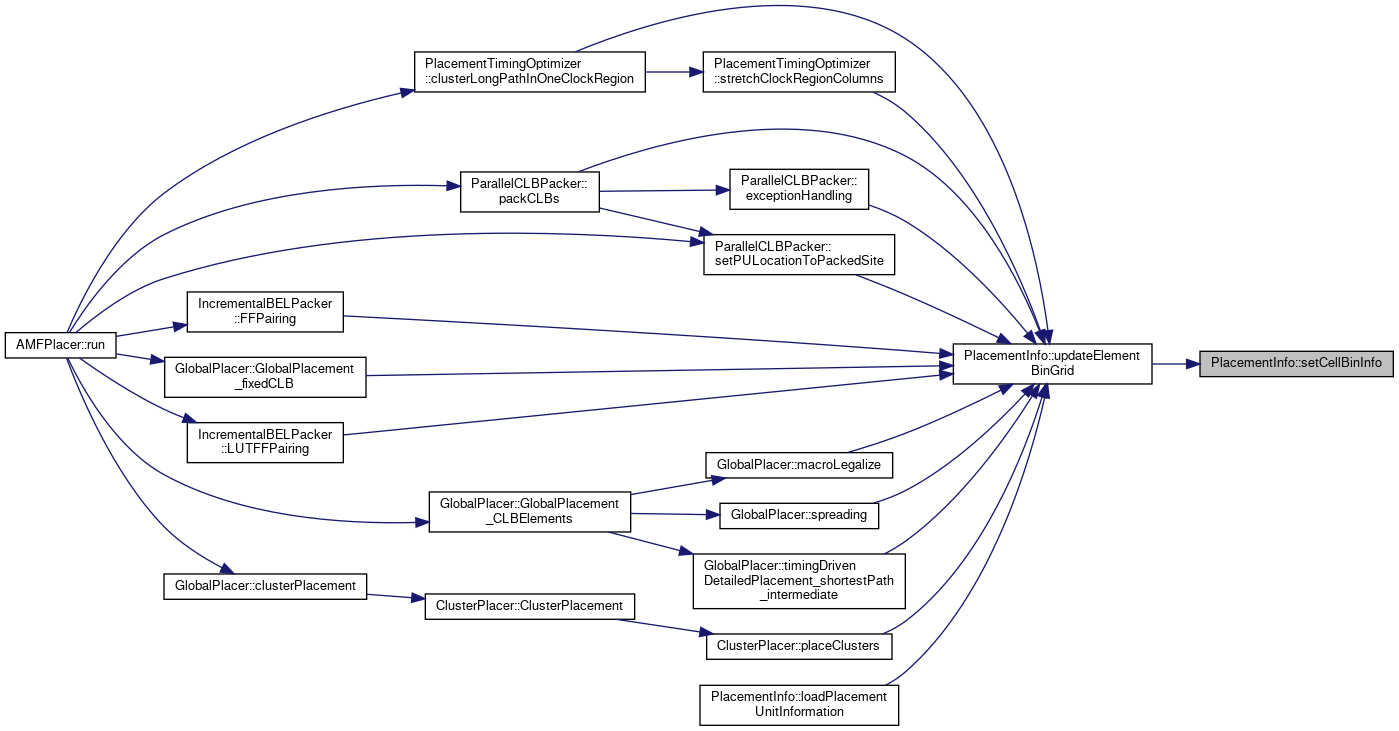 PlacementTimingOptimizer
::clusterLongPathInOneClockRegion
PlacementTimingOptimizer
::stretchClockRegionColumns
ParallelCLBPacker::
packCLBs
ParallelCLBPacker::
exceptionHandling
ParallelCLBPacker::
setPULocationToPackedSite
IncrementalBELPacker
::FFPairing
AMFPlacer::run
GlobalPlacer::GlobalPlacement
_fixedCLB
PlacementInfo::updateElement
BinGrid
PlacementInfo::setCellBinInfo
IncrementalBELPacker
::LUTFFPairing
GlobalPlacer::macroLegalize
GlobalPlacer::GlobalPlacement
_CLBElements
GlobalPlacer::spreading
GlobalPlacer::timingDriven
DetailedPlacement_shortestPath
_intermediate
GlobalPlacer::clusterPlacement
ClusterPlacer::ClusterPlacement
ClusterPlacer::placeClusters
PlacementInfo::loadPlacement
UnitInformation